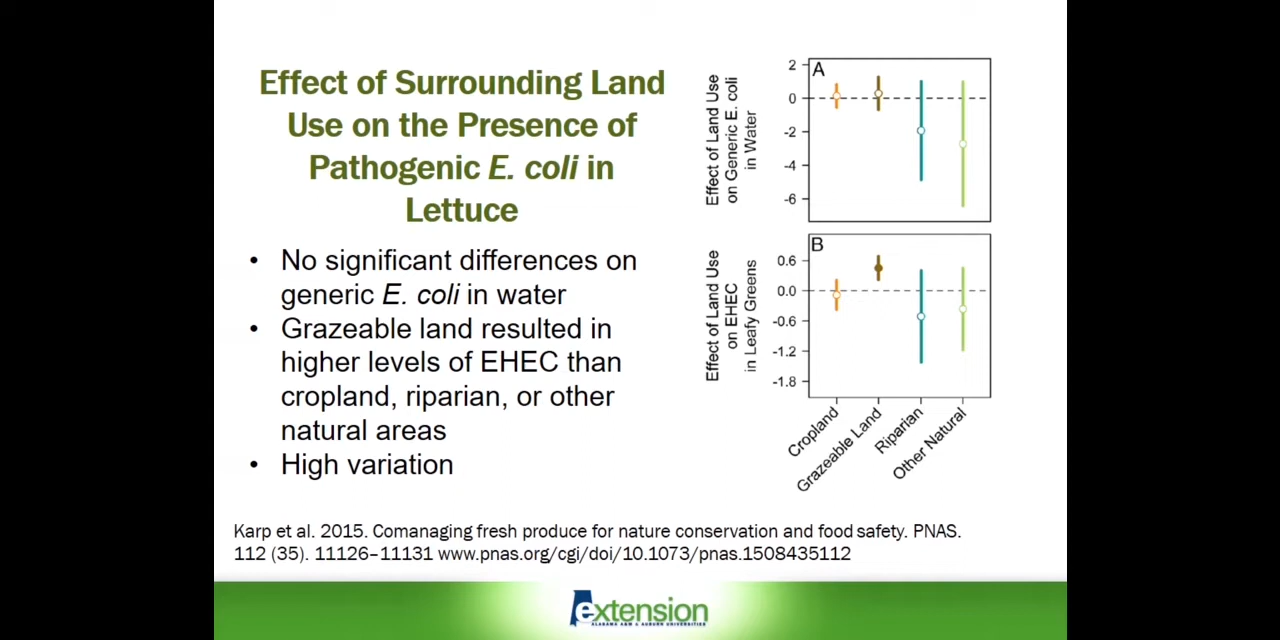 Effect of Surrounding Land
Use on the Presence of
Pathogenic E. coli in
Lettuce
• No significant differences on
generic E. coli in water
• Grazeable land resulted in
higher levels of EHEC than
cropland, riparian, or other
natural areas
• High variation
Effect of Land Use
on Generic E. coli
in Water
A
2
0
-2
-4
-6
Effect of Land Use
on EHEC
in Leafy Greens
B
0.6
0.0
-0.6
-1.2
-1.8
Cropland
Grazeable Land
Riparian
Other Natural
Karp et al. 2015. Comanaging fresh produce for nature conservation and food safety. PNAS.
112 (35). 11126–11131 www.pnas.org/cgi/doi/10.1073/pnas.1508435112
extension
ALABAMA A&M & AUBURN UNIVERSITIES